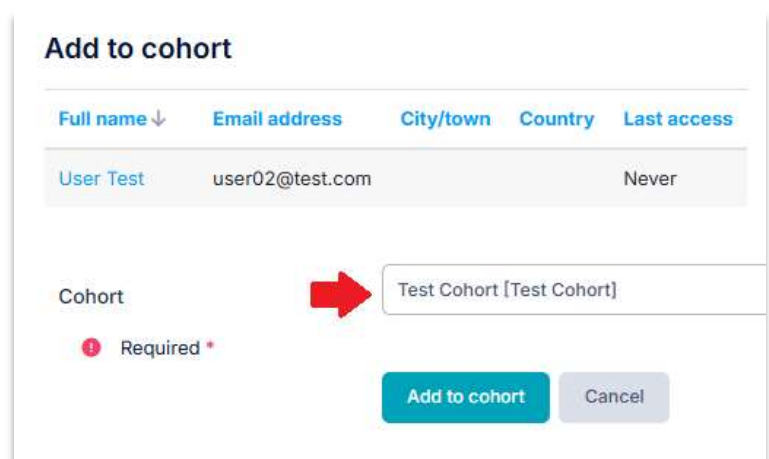 Add to cohort
Full name Email address City/town Country Last access
User Test user02@test.com Never
Cohort Test Cohort [Test Cohort]
Required *
Add to cohort Cancel